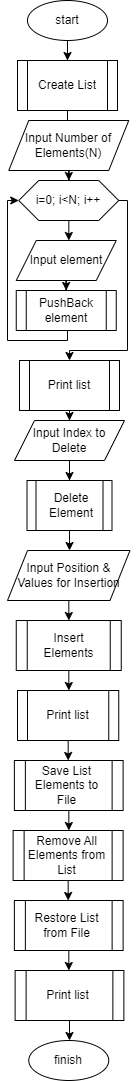 start
Create List
Input Number of
Elements(N)
i=0; i<N; i++
Input element
PushBack
element
Print list
Input Index to
Delete
Delete
Element
Input Position &
Values for Insertion
Insert
Elements
Print list
Save List
Elements to
File
Remove All
Elements from
List
Restore List
from File
Print list
finish